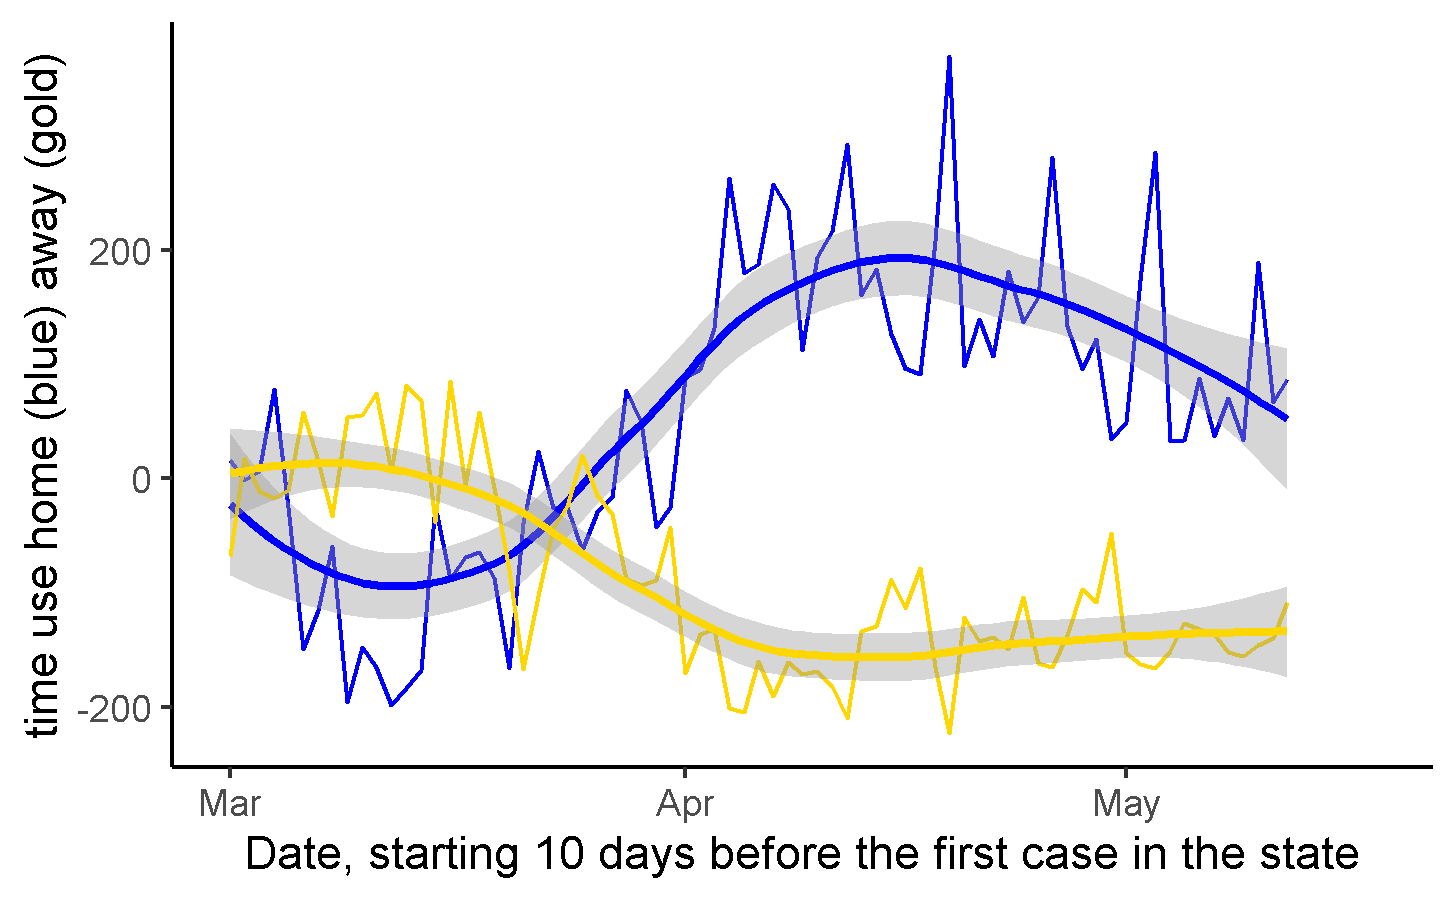 time use home (blue) away (gold)
200
0
-200
Mar
Apr
May
Date, starting 10 days before the first case in the state